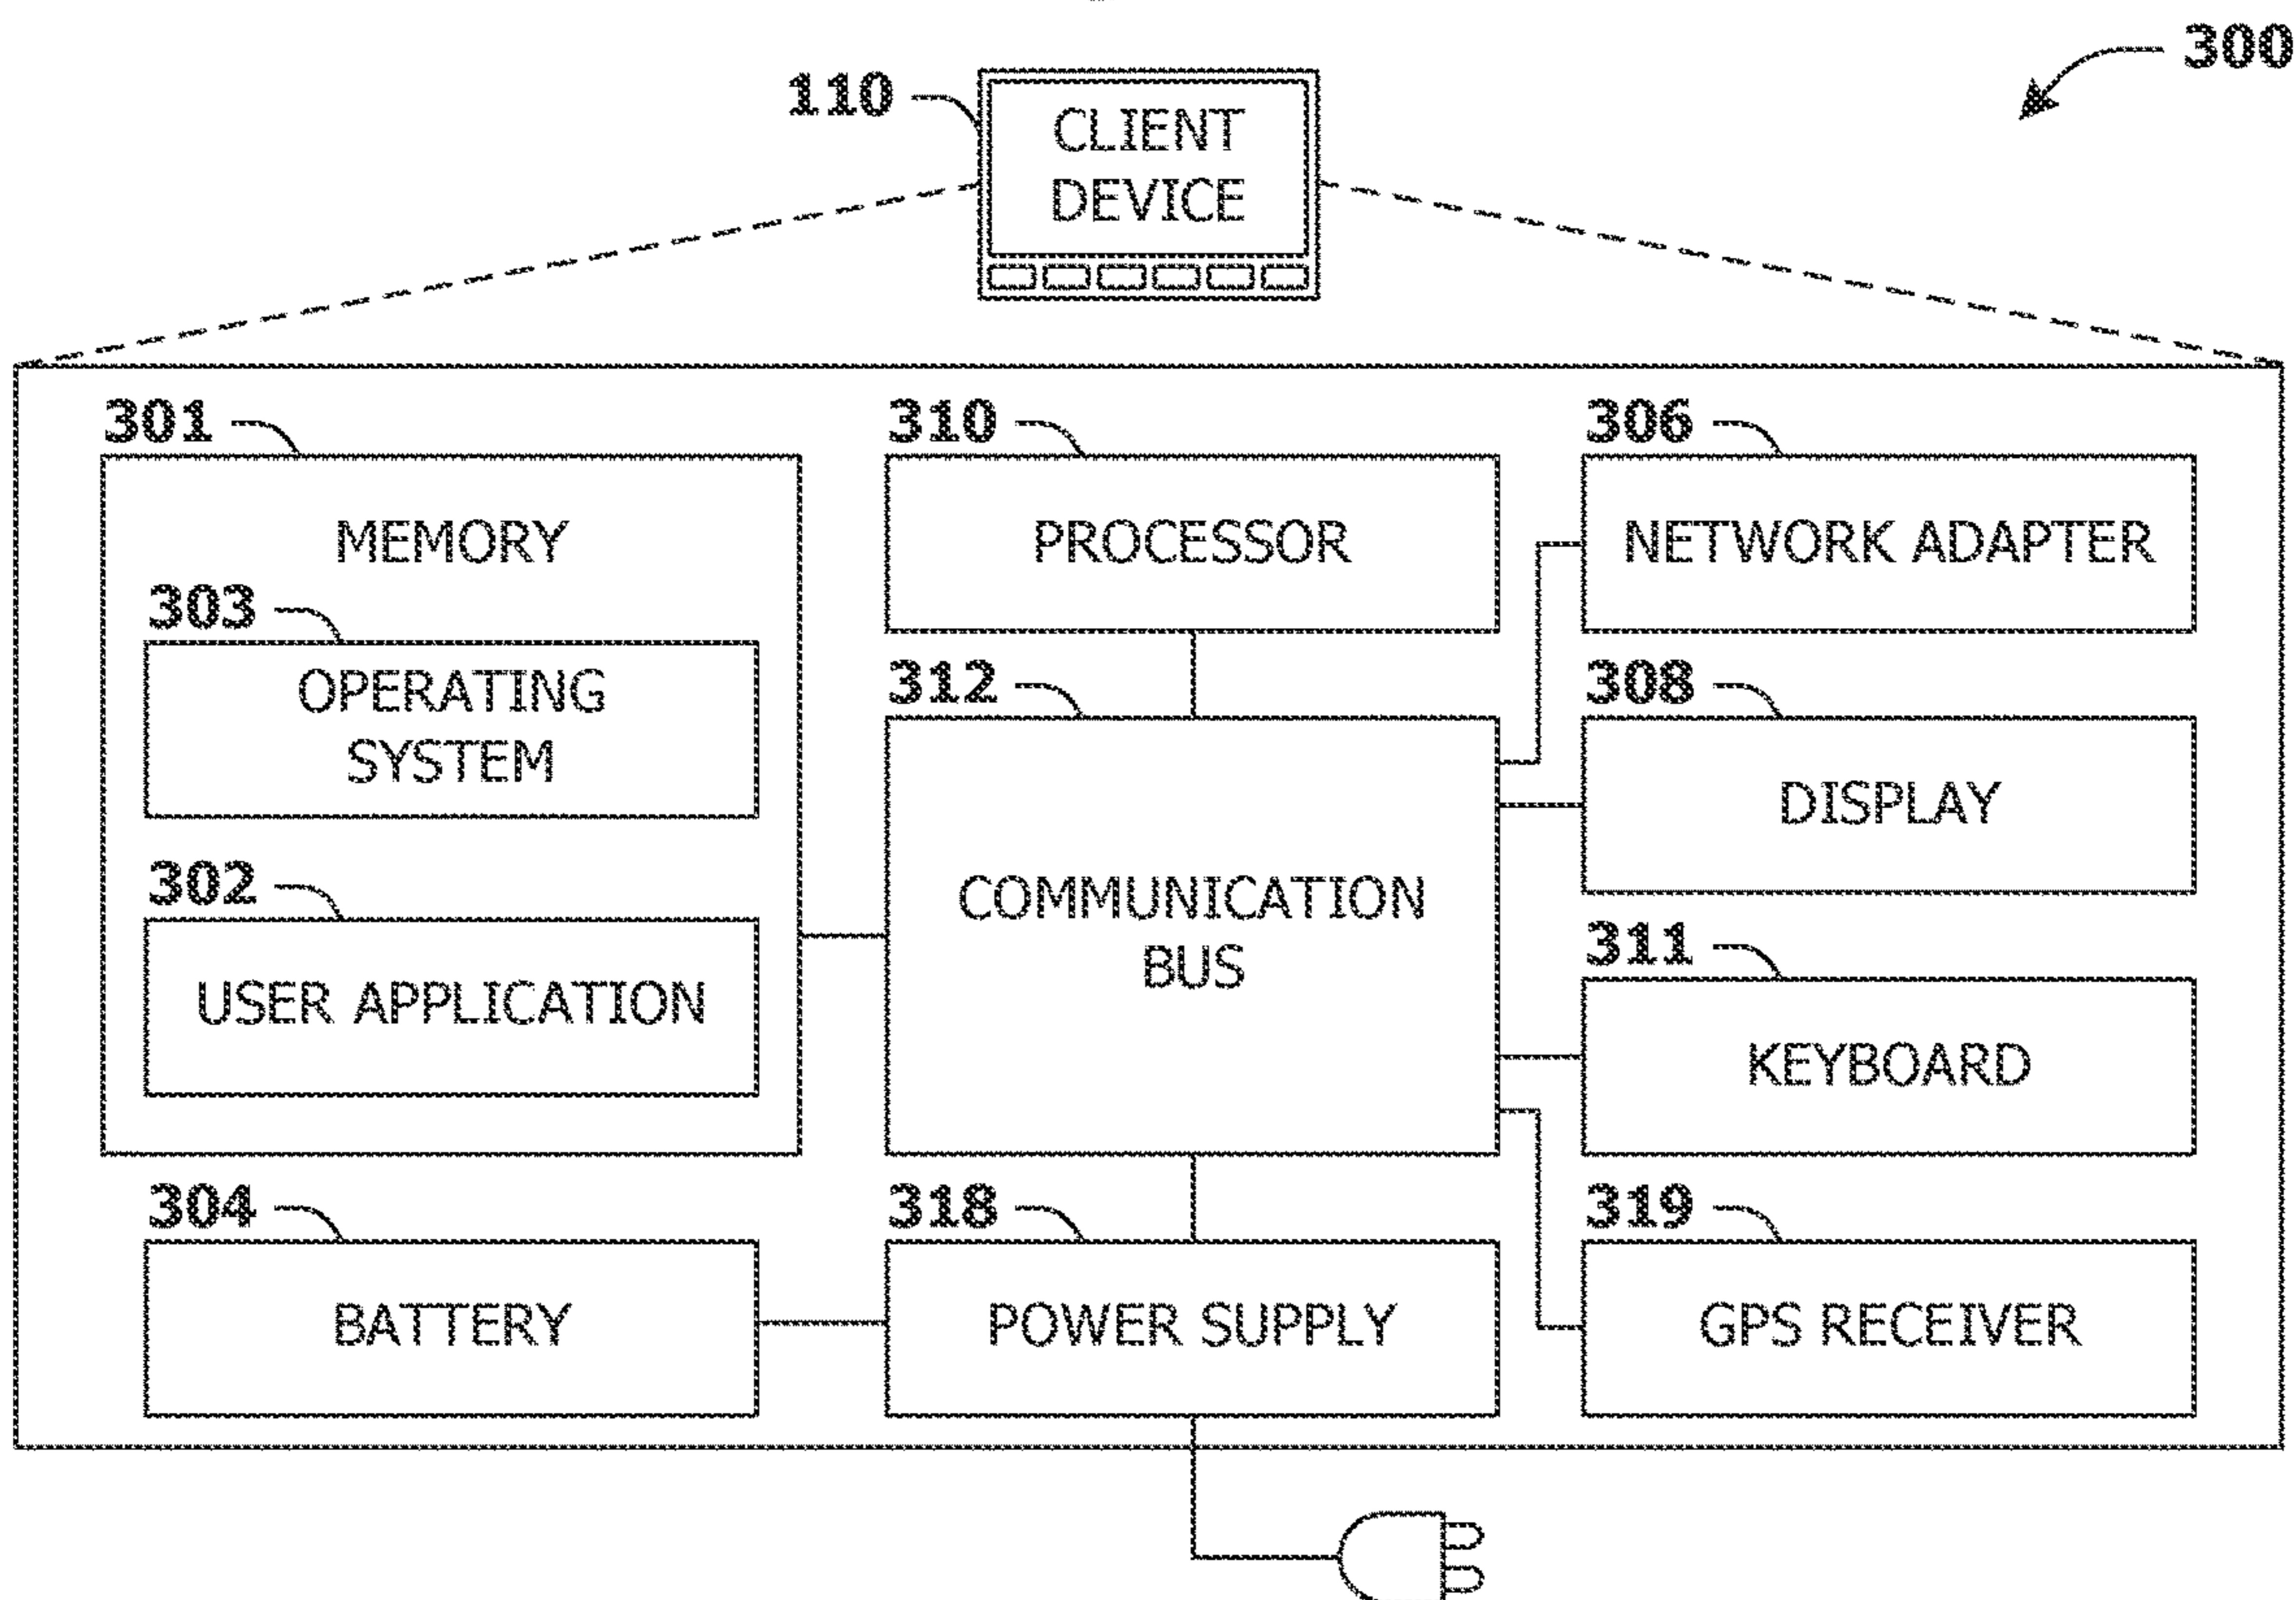 300
110
CLIENT
DEVICE
301
MEMORY
303
OPERATING
SYSTEM
302
USER APPLICATION
310
PROCESSOR
312
COMMUNICATION
BUS
306
NETWORK ADAPTER
308
DISPLAY
311
KEYBOARD
304
BATTERY
318
POWER SUPPLY
319
GPS RECEIVER